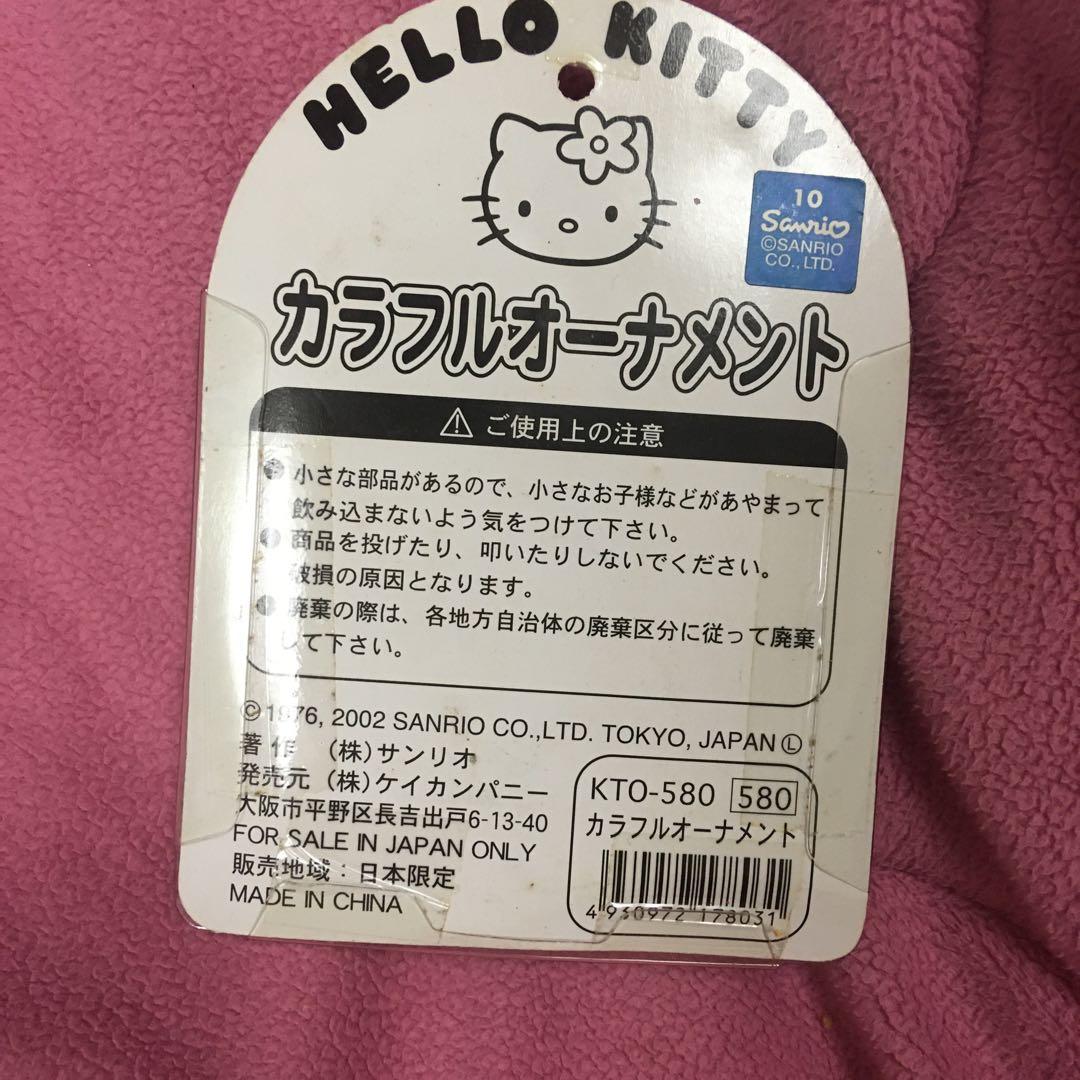 HELLO KITTY
10
Sanrio
©SANRIO
CO.,LTD.
カラフルオーナメント
⚠ ご使用上の注意
● 小さな部品があるので、小さなお子様などがあやまって
飲み込まないよう気をつけて下さい。
● 商品を投げたり、叩いたりしないでください。
破損の原因となります。
● 廃棄の際は、各地方自治体の廃棄区分に従って廃棄
して下さい。
© 1976, 2002 SANRIO CO.,LTD. TOKYO, JAPAN Ⓛ
著 作 (株)サンリオ
発売元 (株)ケイカンパニー
大阪市平野区長吉出戸6-13-40
FOR SALE IN JAPAN ONLY
販売地域：日本限定
MADE IN CHINA
KTO-580 580
カラフルオーナメント
4 930972 178031